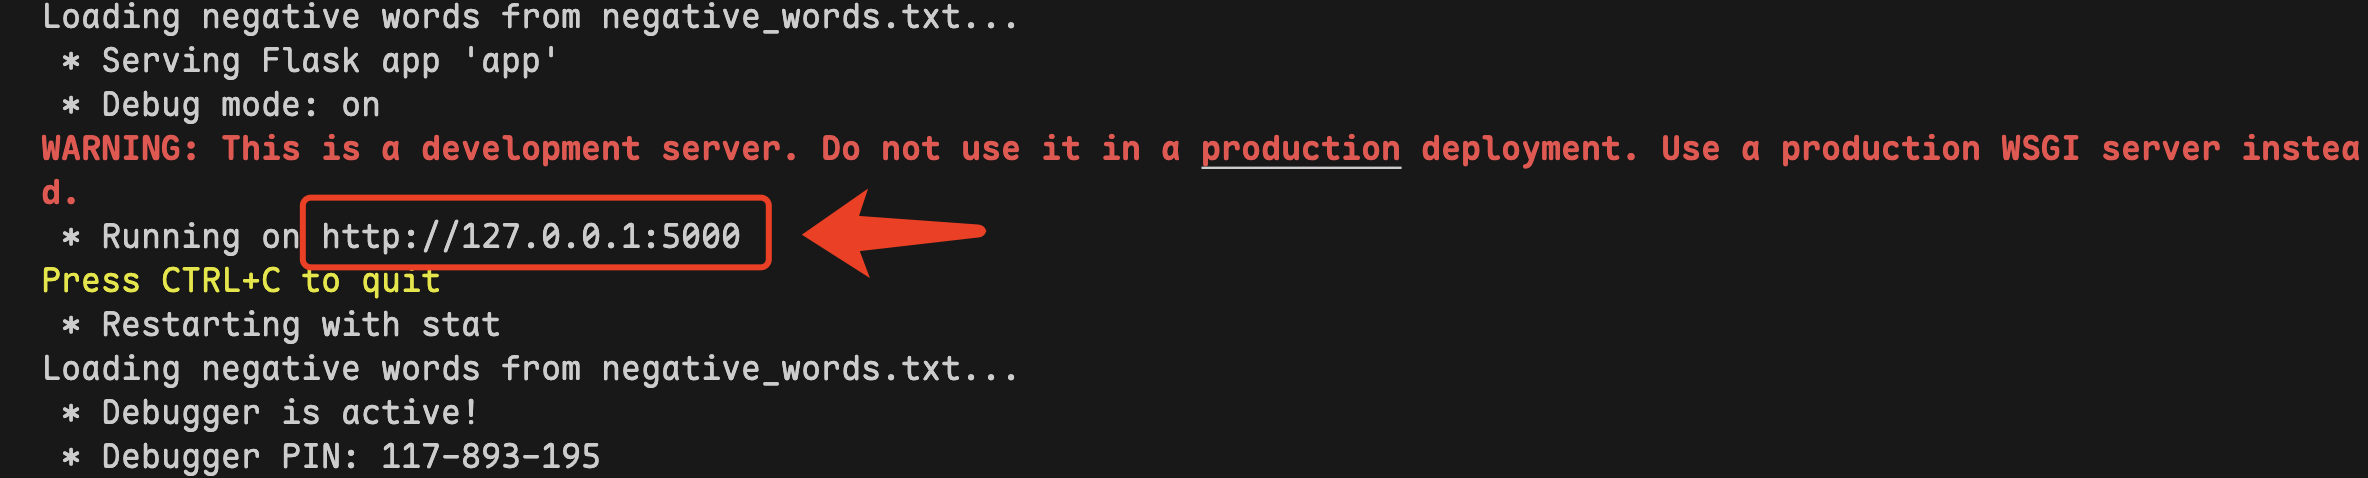 Loading negative words from negative_words.txt...
 * Serving Flask app 'app'
 * Debug mode: on
WARNING: This is a development server. Do not use it in a production deployment. Use a production WSGI server instea
d.
 * Running on http://127.0.0.1:5000
Press CTRL+C to quit
 * Restarting with stat
Loading negative words from negative_words.txt...
 * Debugger is active!
 * Debugger PIN: 117-893-195